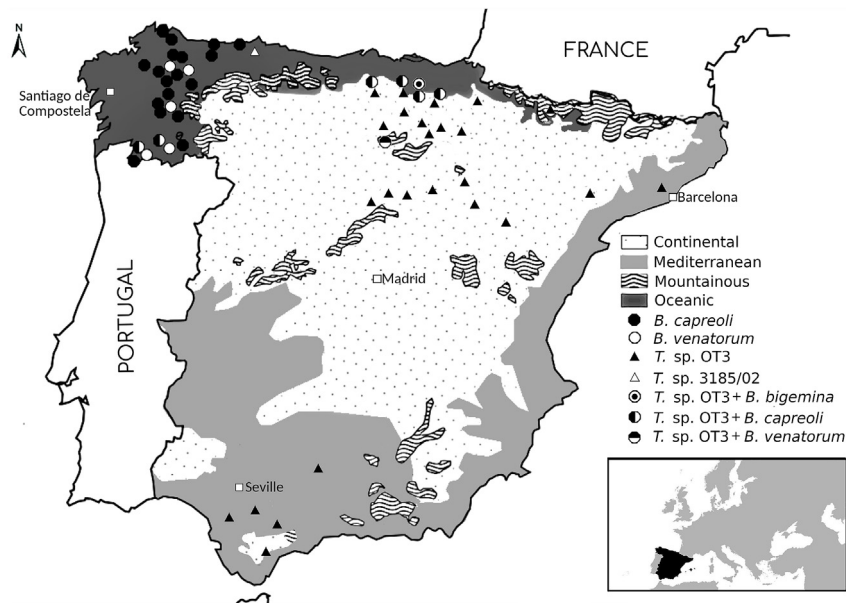 N
FRANCE
Santiago de
Compostela
Barcelona
Madrid
PORTUGAL
Seville
Continental
Mediterranean
Mountainous
Oceanic
B. capreoli
B. venatorum
T. sp. OT3
T. sp. 3185/02
T. sp. OT3+B. bigemina
T. sp. OT3+B. capreoli
T. sp. OT3+B. venatorum